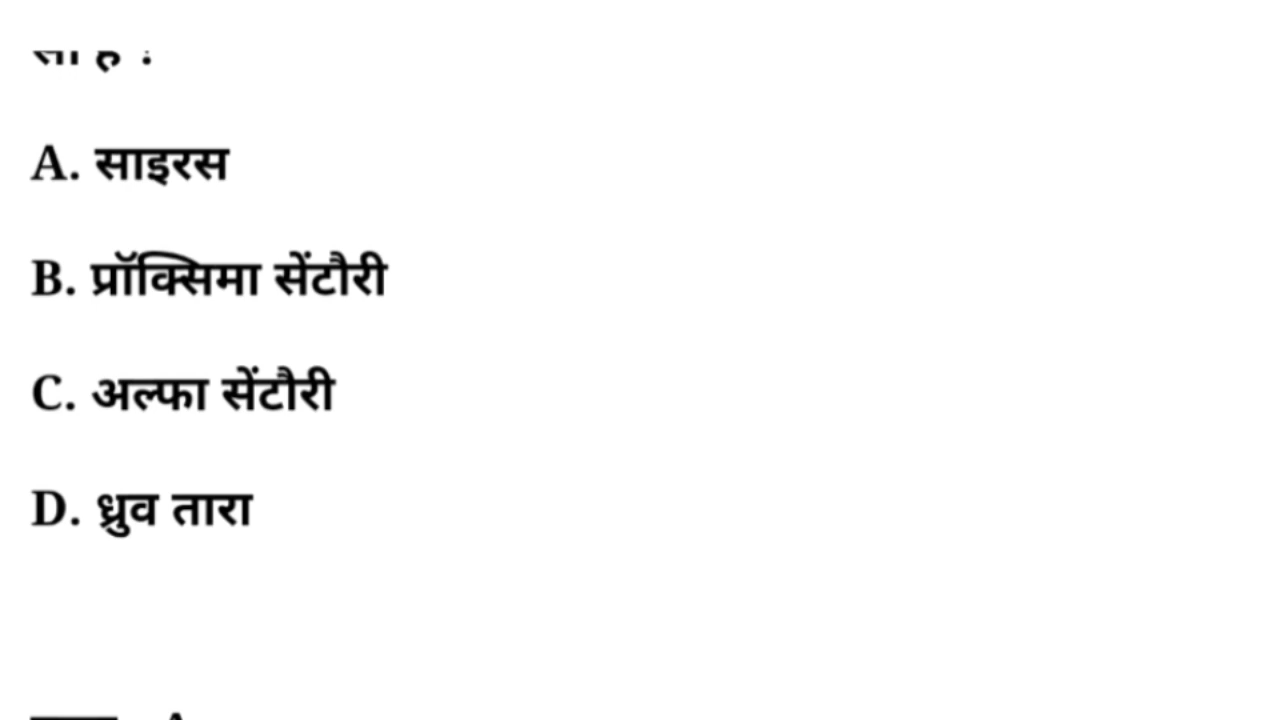 A. साइरस
B. प्रॉक्सिमा सेंटौरी
C. अल्फा सेंटौरी
D. ध्रुव तारा